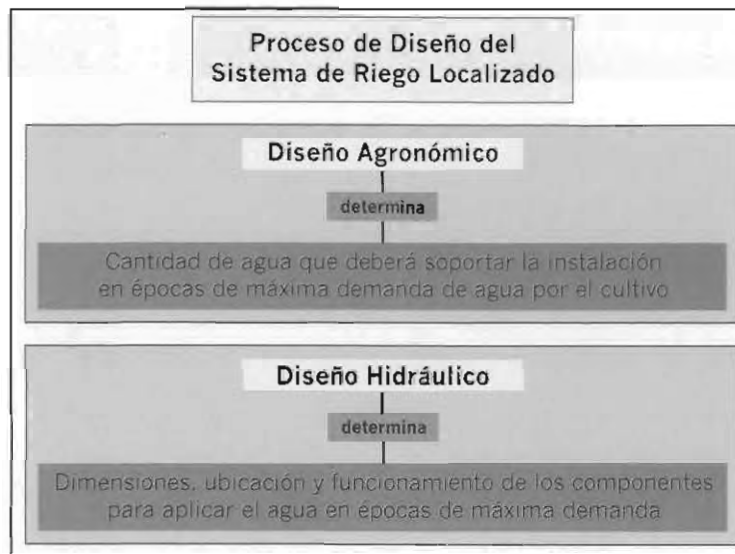 Proceso de Diseño del
Sistema de Riego Localizado
Diseño Agronómico
determina
Cantidad de agua que deberá soportar la instalación
en épocas de máxima demanda de agua por el cultivo
Diseño Hidráulico
determina
Dimensiones, ubicación y funcionamiento de los componentes
para aplicar el agua en épocas de máxima demanda